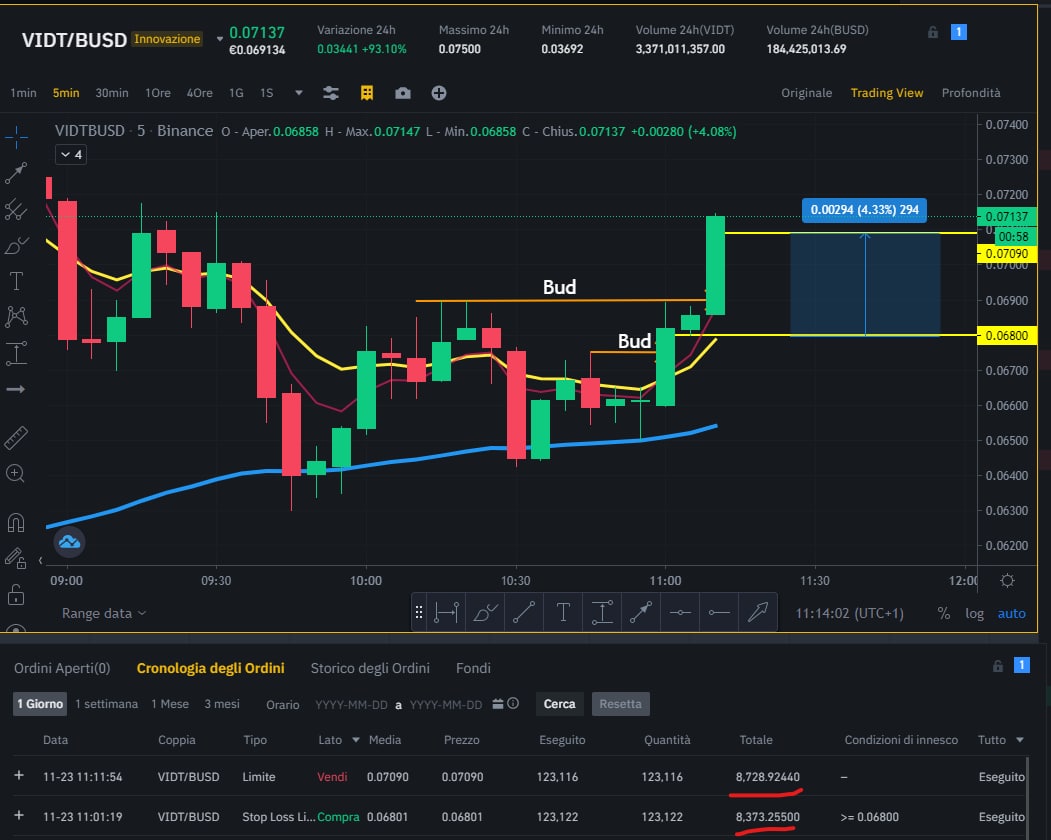 VIDT/BUSD Innovazione
0.07137
€0.069134
Variazione 24h
0.03441 +93.10%
Massimo 24h
0.07500
Minimo 24h
0.03692
Volume 24h(VIDT)
3,371,011,357.00
Volume 24h(BUSD)
184,425,013.69
1
1min 5min 30min 1Ore 4Ore 1G 1S
Originale Trading View Profondità
VIDTBUSD · 5 · Binance O - Aper.0.06858 H - Max.0.07147 L - Min.0.06858 C - Chius.0.07137 +0.00280 (+4.08%)
4
0.07400
0.07300
0.07200
0.00294 (4.33%) 294
0.07137
00:58
0.07090
0.07000
Bud
0.06900
Bud
0.06800
0.06700
0.06600
0.06500
0.06400
0.06300
0.06200
09:00 09:30 10:00 10:30 11:00 11:30 12:00
Range data
T
11:14:02 (UTC+1) % log auto
Ordini Aperti(0) Cronologia degli Ordini Storico degli Ordini Fondi
1
1 Giorno 1 settimana 1 Mese 3 mesi Orario YYYY-MM-DD a YYYY-MM-DD Cerca Resetta
Data Coppia Tipo Lato Media Prezzo Eseguito Quantità Totale Condizioni di innesco Tutto
+ 11-23 11:11:54 VIDT/BUSD Limite Vendi 0.07090 0.07090 123,116 123,116 8,728.92440 – Eseguito
+ 11-23 11:01:19 VIDT/BUSD Stop Loss Li... Compra 0.06801 0.06801 123,122 123,122 8,373.25500 >= 0.06800 Eseguito